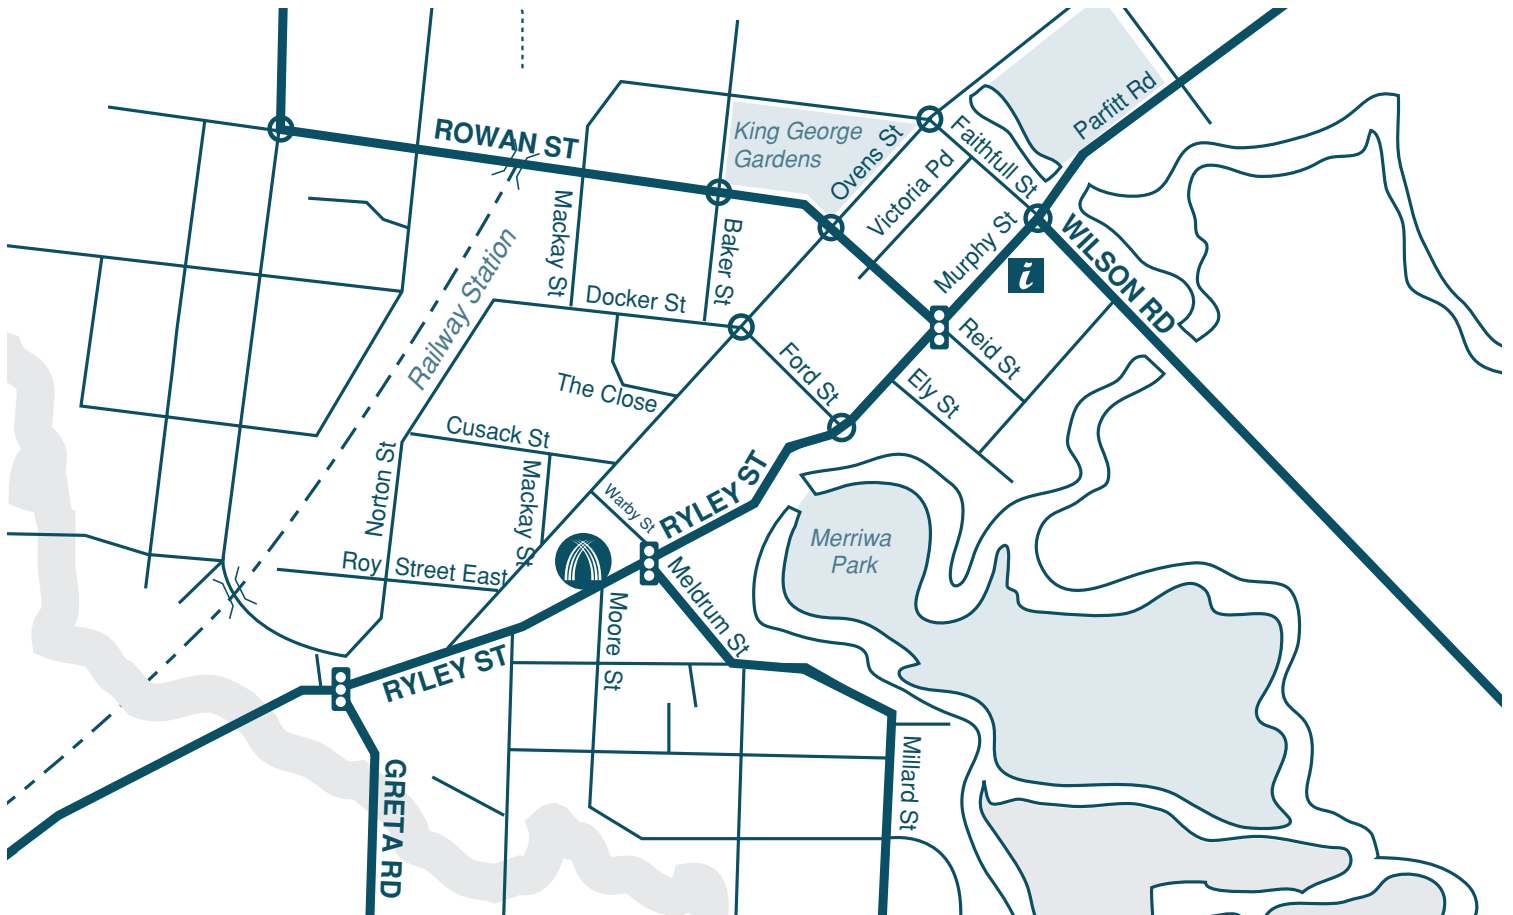 ROWAN ST
King George
Gardens
Ovens St
Faithfull St
Parfitt Rd
Victoria Pd
Mackay St
Baker St
Murphy St
WILSON RD
i
Railway Station
Docker St
Reid St
Ford St
The Close
Ely St
Cusack St
Norton St
Mackay St
Warby St
RYLEY ST
Merriwa
Park
Roy Street East
Meldrum St
Moore St
RYLEY ST
GRETA RD
Millard St